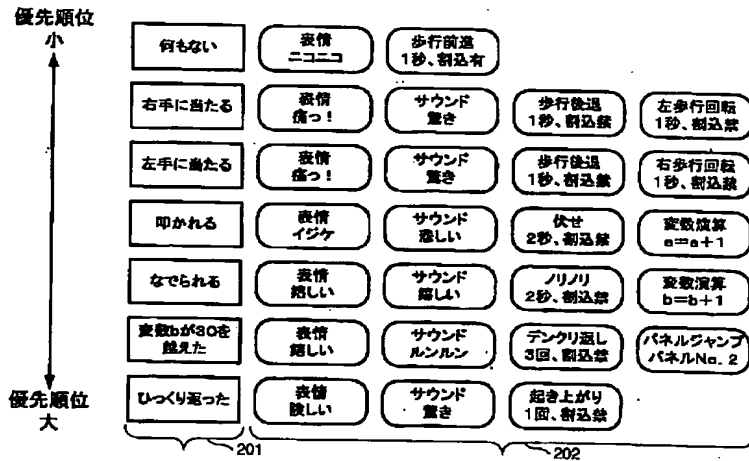 優先順位
小
何もない
表情
ニコニコ
歩行前進
1秒、割込有
右手に当たる
表情
痛っ！
サウンド
驚き
歩行後退
1秒、割込禁
左歩行回転
1秒、割込禁
左手に当たる
表情
痛っ！
サウンド
驚き
歩行後退
1秒、割込禁
右歩行回転
1秒、割込禁
叩かれる
表情
イジケ
サウンド
悲しい
伏せ
2秒、割込禁
変数演算
a=a+1
なでられる
表情
嬉しい
サウンド
嬉しい
ノリノリ
2秒、割込禁
変数演算
b=b+1
変数bが30を
越えた
表情
嬉しい
サウンド
ルンルン
デングリ返し
3回、割込禁
パネルジャンプ
パネルNo. 2
優先順位
大
ひっくり返った
表情
険しい
サウンド
驚き
起き上がり
1回、割込禁
201
202